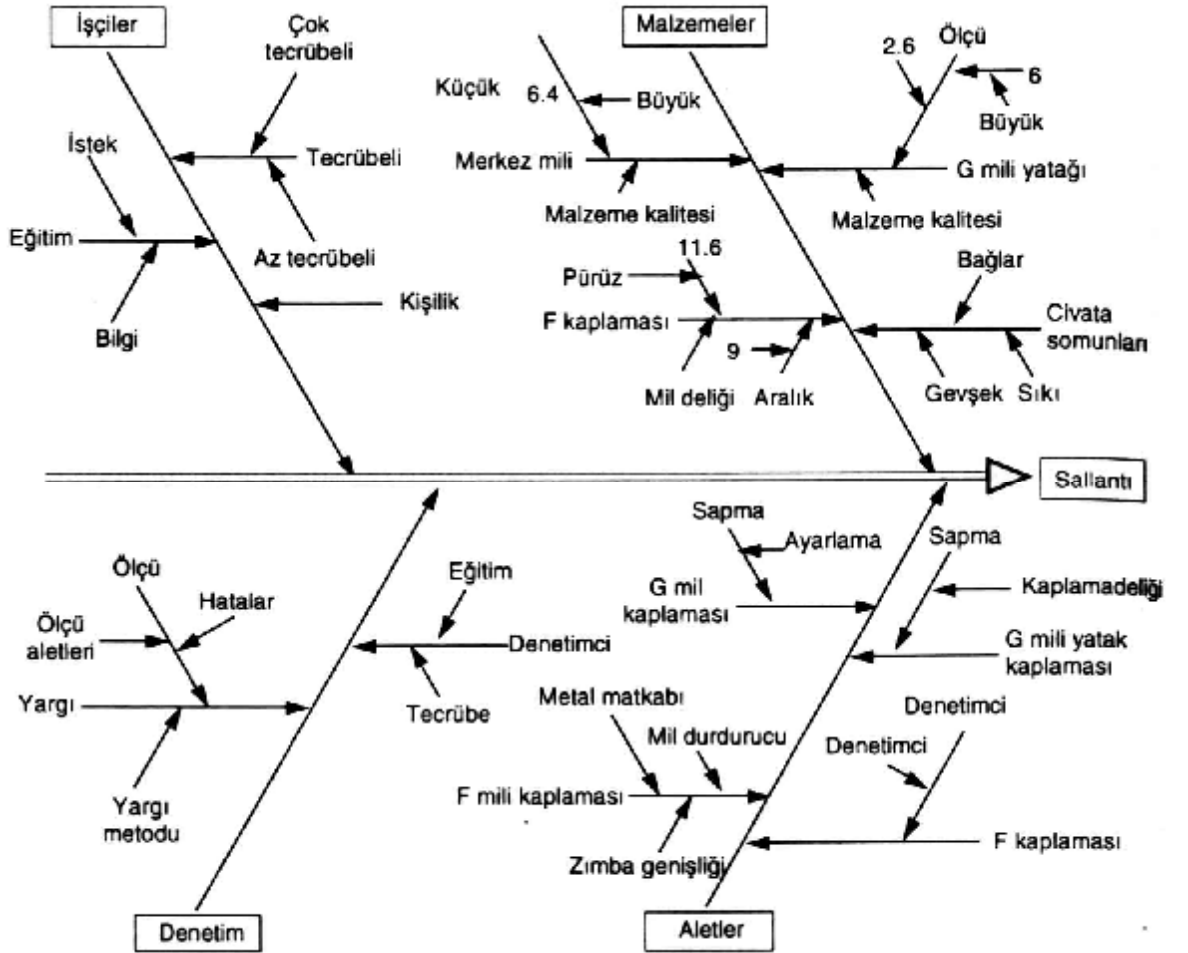 İşçiler
Çok
tecrübeli
İstek
Tecrübeli
Eğitim
Az tecrübeli
Bilgi
Kişilik
Malzemeler
Küçük
6.4
Büyük
Merkez mili
Malzeme kalitesi
2.6
Ölçü
6
Büyük
G mili yatağı
Malzeme kalitesi
11.6
Pürüz
F kaplaması
9
Mil deliği
Aralık
Bağlar
Civata
somunları
Gevşek
Sıkı
Sallantı
Ölçü
Hatalar
Ölçü
aletleri
Yargı
Yargı
metodu
Eğitim
Denetimci
Tecrübe
Denetim
Sapma
Ayarlama
G mil
kaplaması
Sapma
Kaplamadeliği
G mili yatak
kaplaması
Metal matkabı
Mil durdurucu
F mili kaplaması
Zımba genişliği
Denetimci
Denetimci
F kaplaması
Aletler